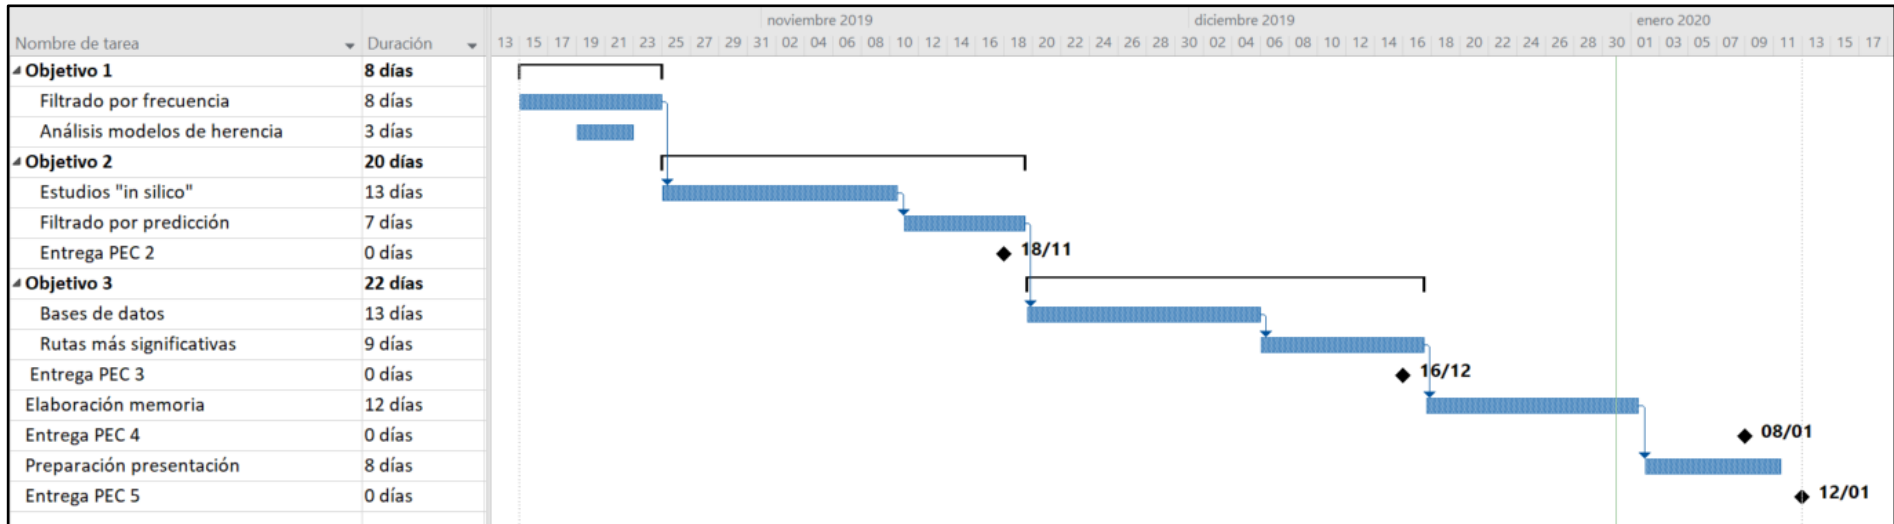 noviembre 2019 diciembre 2019 enero 2020
Nombre de tarea Duración 13 15 17 19 21 23 25 27 29 31 02 04 06 08 10 12 14 16 18 20 22 24 26 28 30 02 04 06 08 10 12 14 16 18 20 22 24 26 28 30 01 03 05 07 09 11 13 15 17
Objetivo 1 8 días
Filtrado por frecuencia 8 días
Análisis modelos de herencia 3 días
Objetivo 2 20 días
Estudios "in silico" 13 días
Filtrado por predicción 7 días
Entrega PEC 2 0 días 18/11
Objetivo 3 22 días
Bases de datos 13 días
Rutas más significativas 9 días
Entrega PEC 3 0 días 16/12
Elaboración memoria 12 días
Entrega PEC 4 0 días 08/01
Preparación presentación 8 días
Entrega PEC 5 0 días 12/01